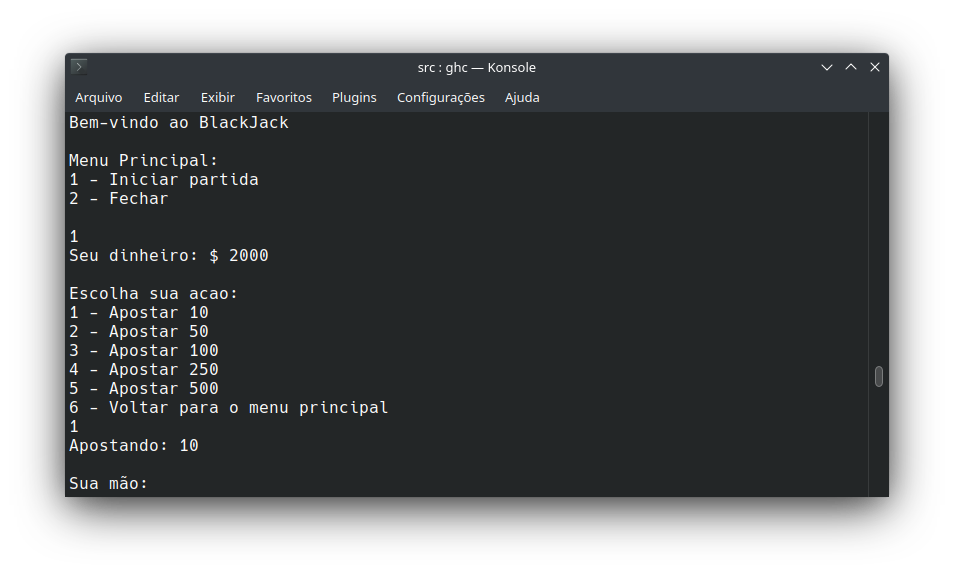 src : ghc — Konsole
Arquivo Editar Exibir Favoritos Plugins Configurações Ajuda
Bem-vindo ao BlackJack
Menu Principal:
1 - Iniciar partida
2 - Fechar
1
Seu dinheiro: $ 2000
Escolha sua acao:
1 - Apostar 10
2 - Apostar 50
3 - Apostar 100
4 - Apostar 250
5 - Apostar 500
6 - Voltar para o menu principal
1
Apostando: 10
Sua mão: